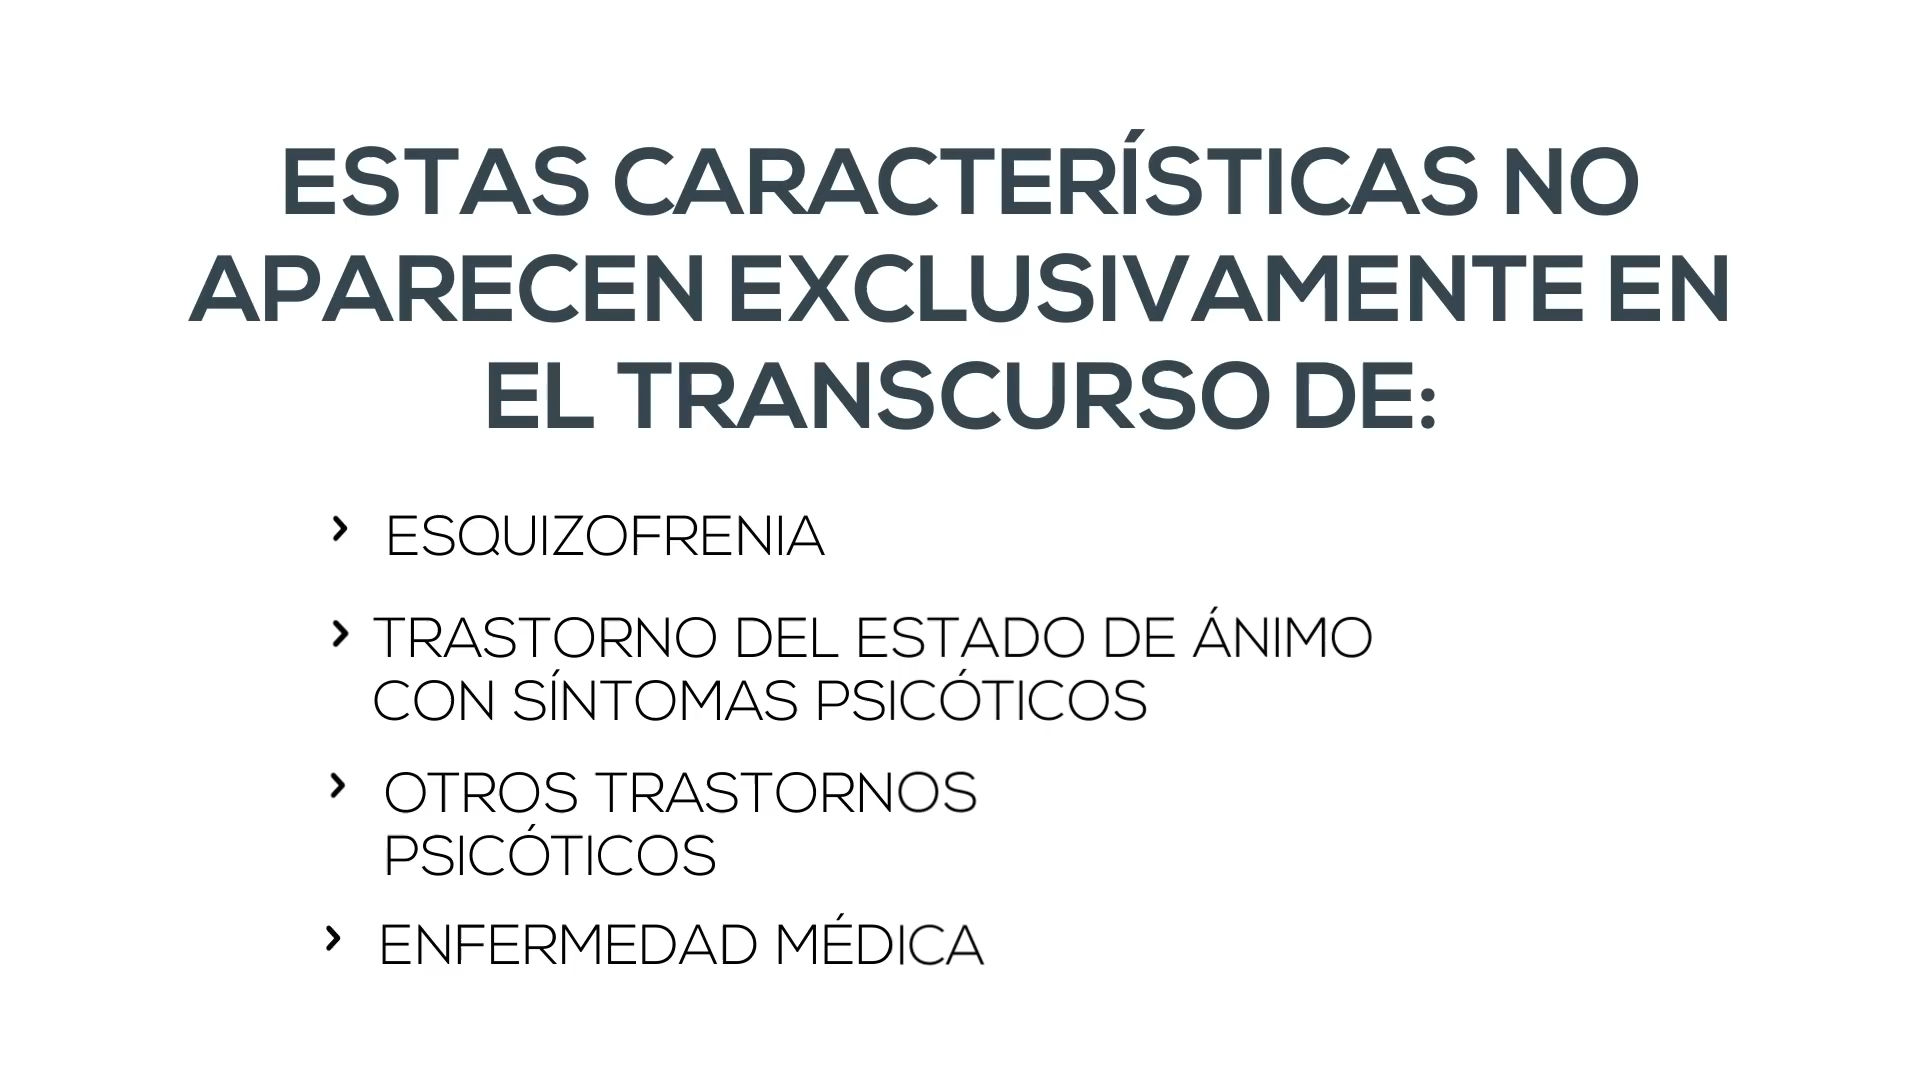 ESTAS CARACTERÍSTICAS NO
APARECEN EXCLUSIVAMENTE EN
EL TRANSCURSO DE:
› ESQUIZOFRENIA
› TRASTORNO DEL ESTADO DE ÁNIMO
CON SÍNTOMAS PSICÓTICOS
› OTROS TRASTORNOS
PSICÓTICOS
› ENFERMEDAD MÉDICA